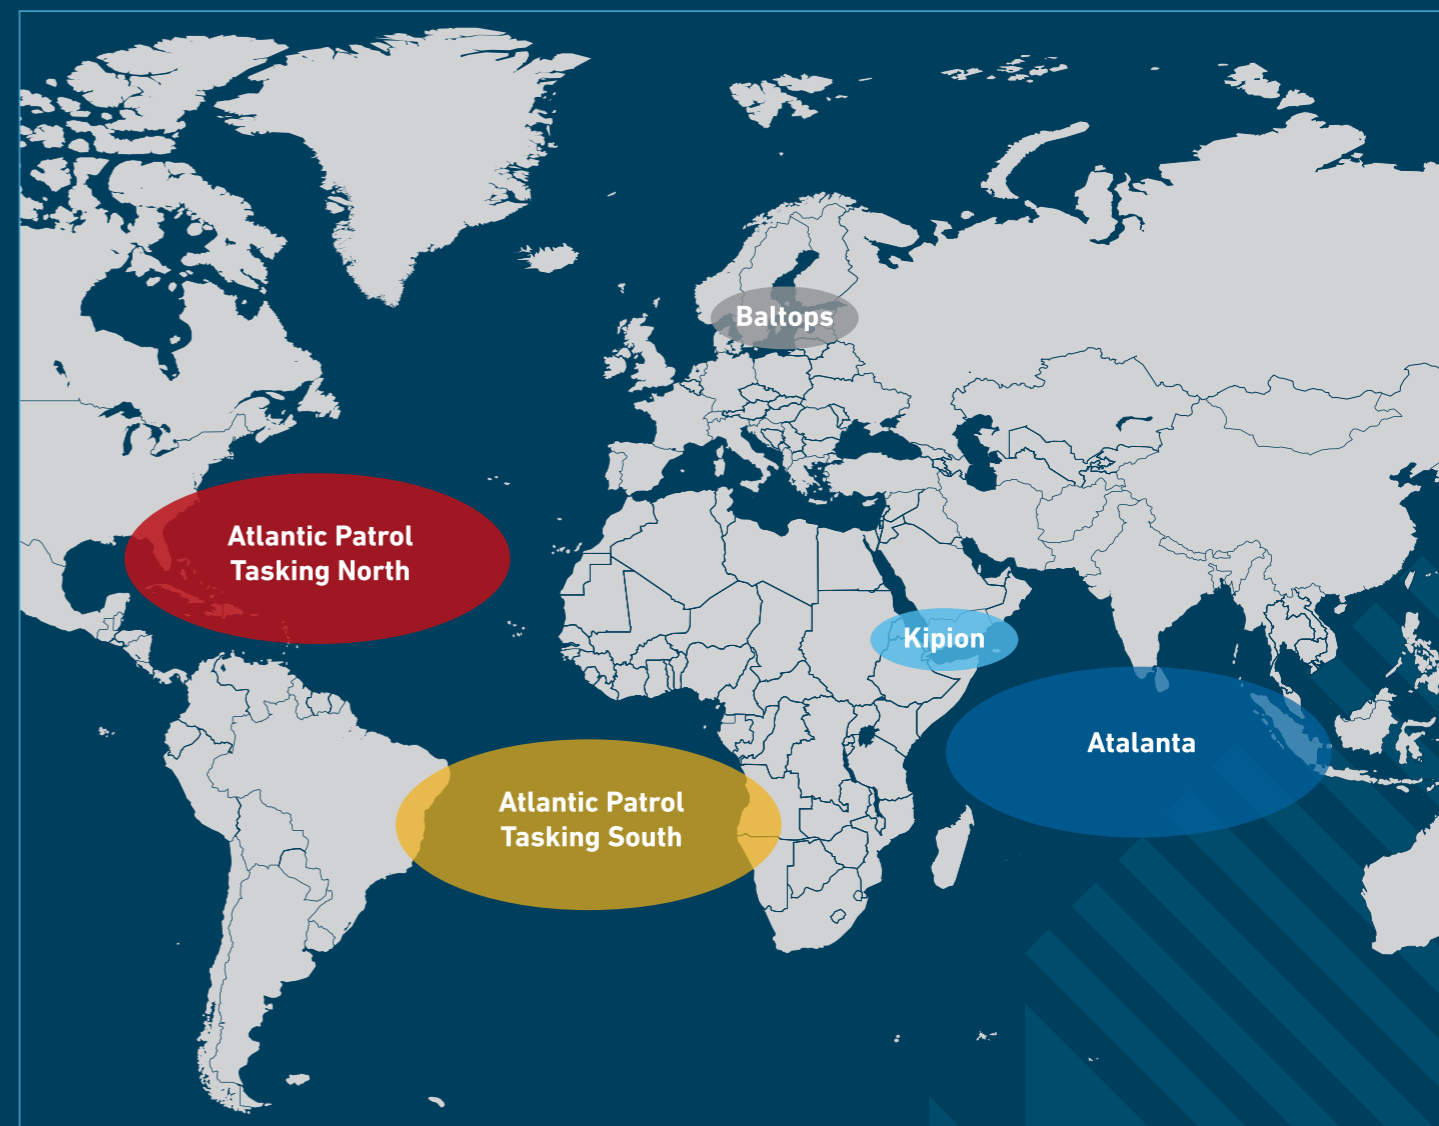 Baltops
Atlantic Patrol
Tasking North
Kipion
Atalanta
Atlantic Patrol
Tasking South